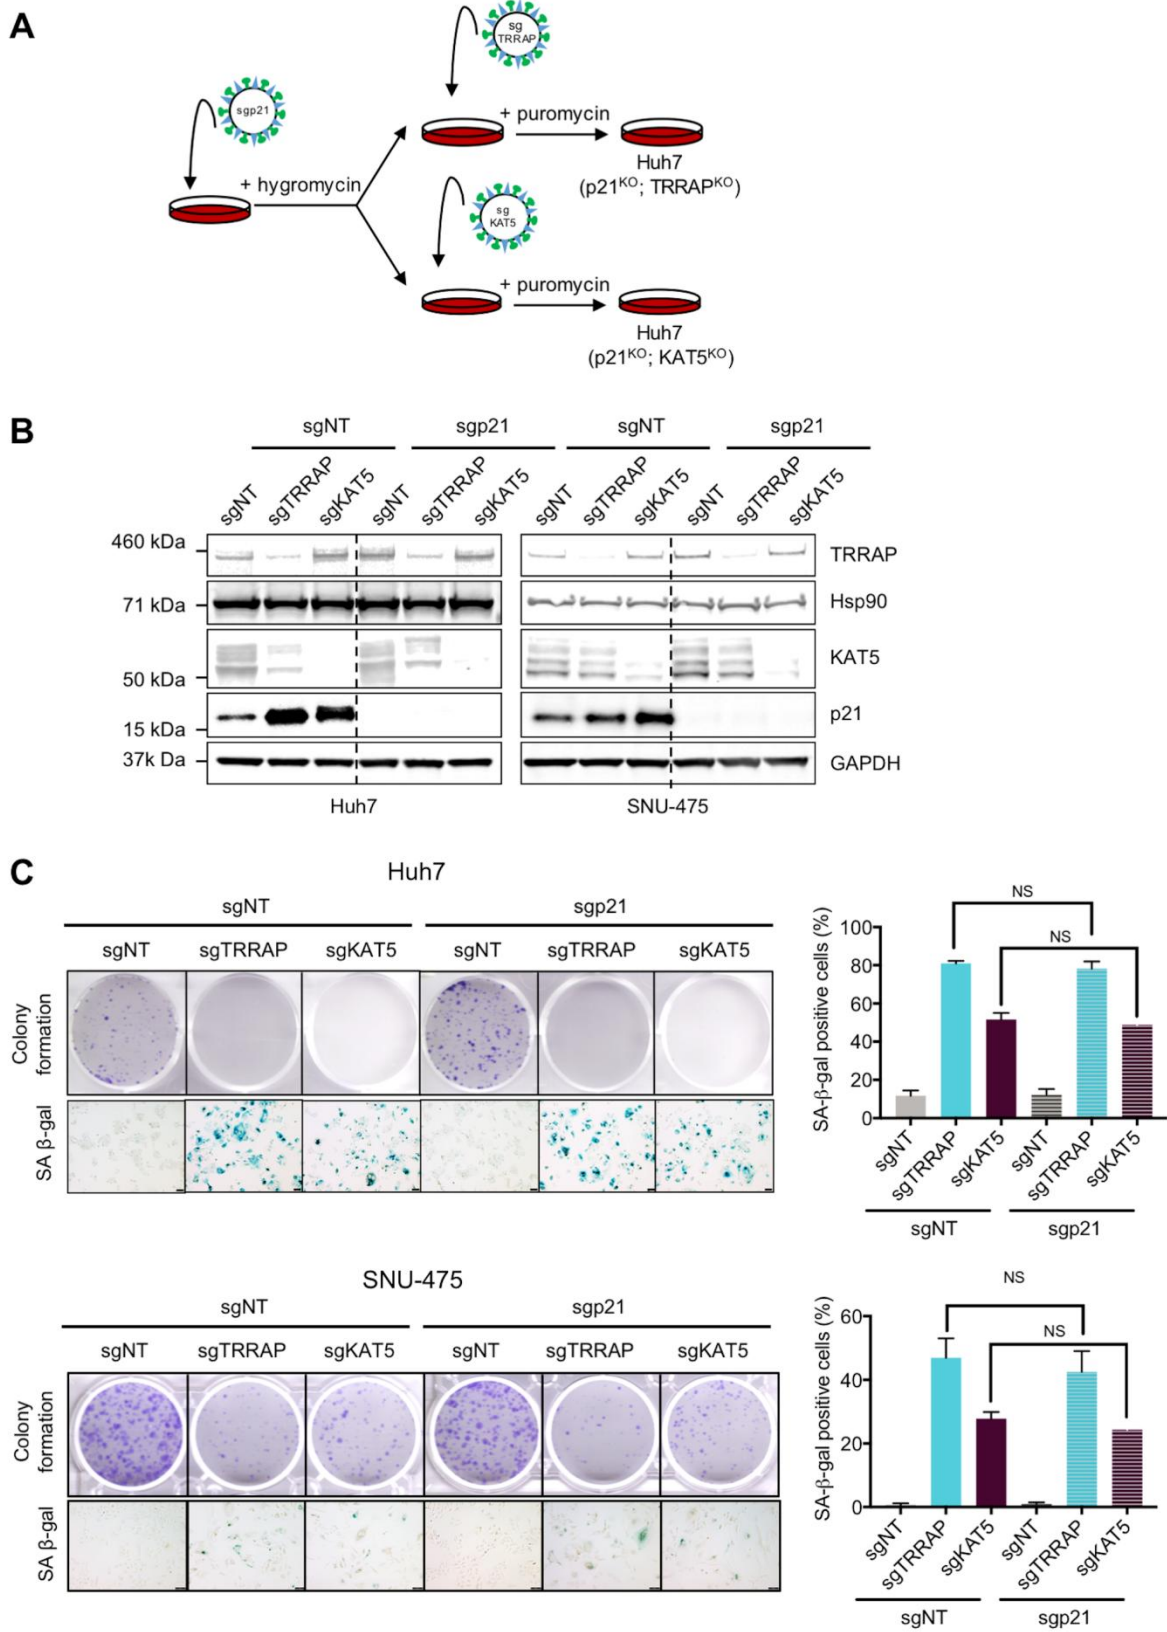 A
sg
TRRAP
sgp21
+ puromycin
+ hygromycin
Huh7
(p21KO; TRRAPKO)
sg
KAT5
+ puromycin
Huh7
(p21KO; KAT5KO)
B
sgNT sgp21 sgNT sgp21
sgNT sgTRRAP sgKAT5 sgNT sgTRRAP sgKAT5 sgNT sgTRRAP sgKAT5 sgNT sgTRRAP sgKAT5
460 kDa TRRAP
71 kDa Hsp90
50 kDa KAT5
15 kDa p21
37k Da GAPDH
Huh7 SNU-475
C
Huh7
sgNT sgp21
sgNT sgTRRAP sgKAT5 sgNT sgTRRAP sgKAT5
Colony
formation
SA β-gal
NS
NS
SA-β-gal positive cells (%)
100
80
60
40
20
0
sgNT sgTRRAP sgKAT5 sgNT sgTRRAP sgKAT5
sgNT sgp21
SNU-475
sgNT sgp21
sgNT sgTRRAP sgKAT5 sgNT sgTRRAP sgKAT5
Colony
formation
SA β-gal
NS
NS
SA-β-gal positive cells (%)
60
40
20
0
sgNT sgTRRAP sgKAT5 sgNT sgTRRAP sgKAT5
sgNT sgp21